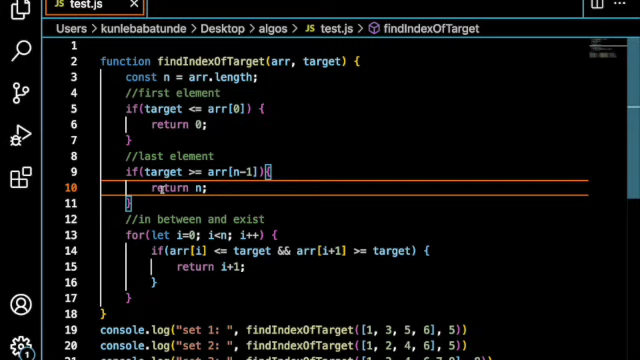 JS test.js X
Users > kunlebabatunde > Desktop > algos > JS test.js > findIndexOfTarget
1
2 function findIndexOfTarget(arr, target) {
3 const n = arr.length;
4 //first element
5 if(target <= arr[0]) {
6 return 0;
7 }
8 //last element
9 if(target >= arr[n-1]){
10 return n;
11 }
12 //in between and exist
13 for(let i=0; i<n; i++) {
14 if(arr[i] <= target && arr[i+1] >= target) {
15 return i+1;
16 }
17 }
18 }
19 console.log("set 1: ", findIndexOfTarget([1, 3, 5, 6], 5))
20 console.log("set 2: ", findIndexOfTarget([1, 2, 4, 6], 5))
1